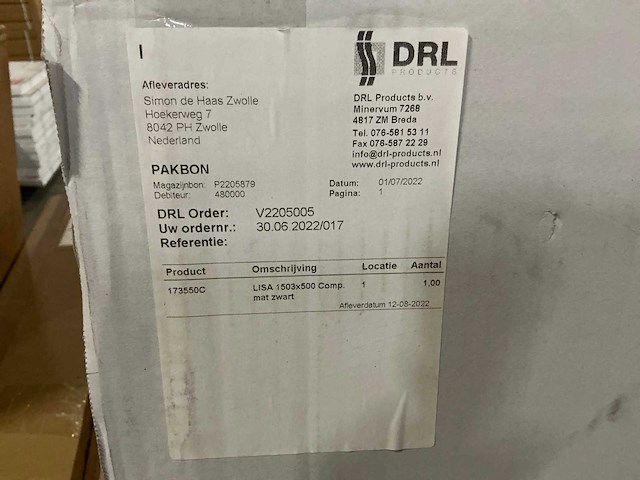 DRL
PRODUCTS
Afleveradres:
Simon de Haas Zwolle
Hoekerweg 7
8042 PH Zwolle
Nederland
DRL Products b.v.
Minervum 7268
4817 ZM Breda
Tel. 076-581 53 11
Fax 076-587 22 29
info@drl-products.nl
www.drl-products.nl
PAKBON
Magazijnbon: P2205879
Debiteur: 480000
Datum: 01/07/2022
Pagina: 1
DRL Order: V2205005
Uw ordernr.: 30.06.2022/017
Referentie:
Product Omschrijving Locatie Aantal
173550C LISA 1503x500 Comp. 1 1,00
mat zwart
Afleverdatum 12-08-2022